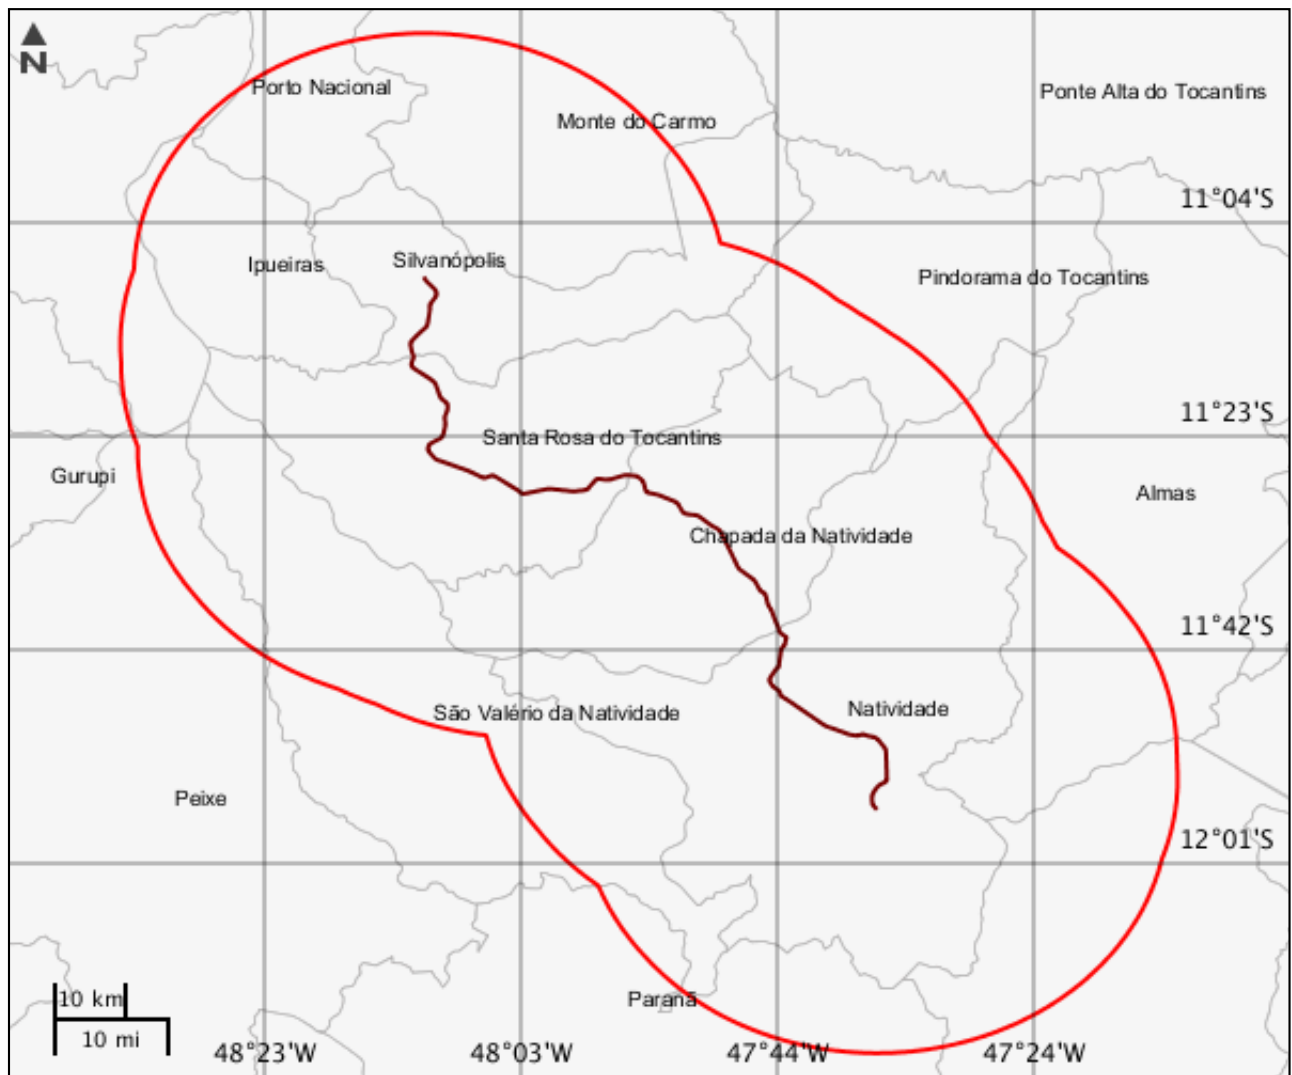 N
Porto Nacional
Ponte Alta do Tocantins
Monte do Carmo
11°04'S
Ipueiras
Silvanópolis
Pindorama do Tocantins
11°23'S
Santa Rosa do Tocantins
Gurupi
Almas
Chapada da Natividade
11°42'S
São Valério da Natividade
Natividade
Peixe
12°01'S
10 km
Paranã
10 mi
48°23'W
48°03'W
47°44'W
47°24'W